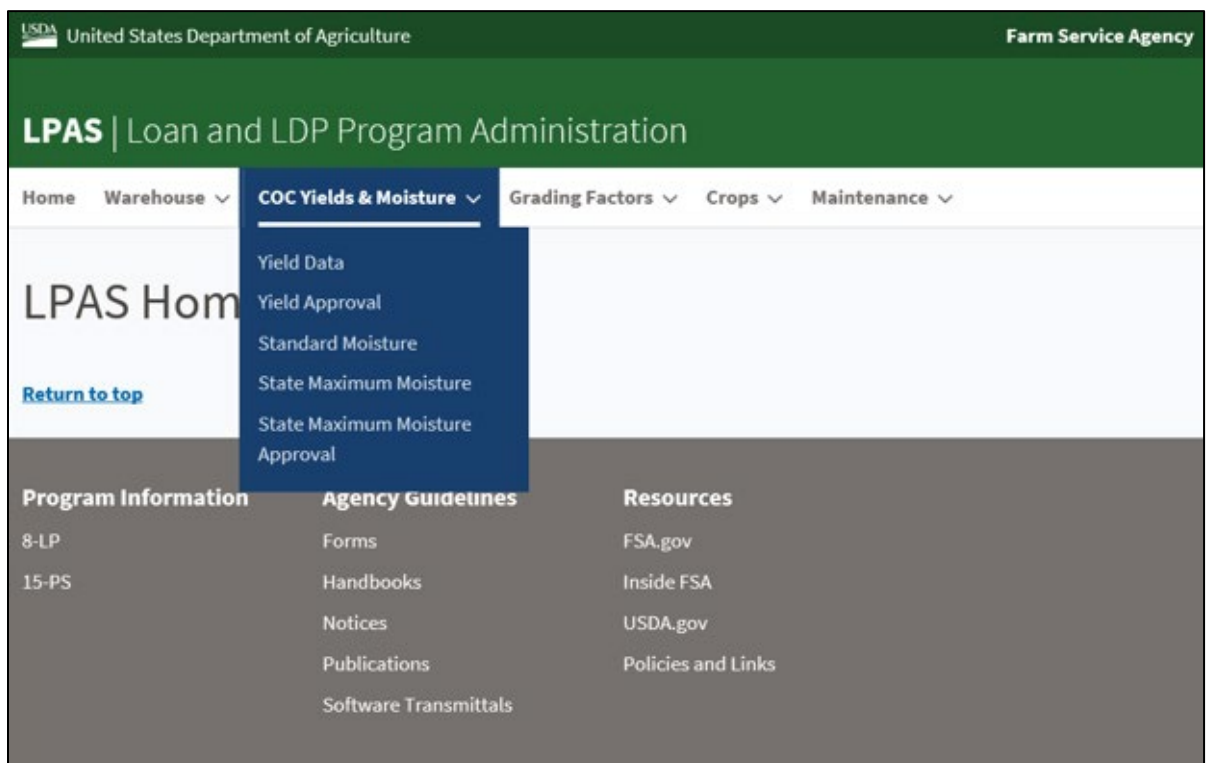 USDA United States Department of Agriculture Farm Service Agency
LPAS | Loan and LDP Program Administration
Home Warehouse COC Yields & Moisture Grading Factors Crops Maintenance
Yield Data
LPAS Hom
Yield Approval
Standard Moisture
State Maximum Moisture
Return to top
State Maximum Moisture
Approval
Program Information Agency Guidelines Resources
8-LP Forms FSA.gov
15-PS Handbooks Inside FSA
Notices USDA.gov
Publications Policies and Links
Software Transmittals